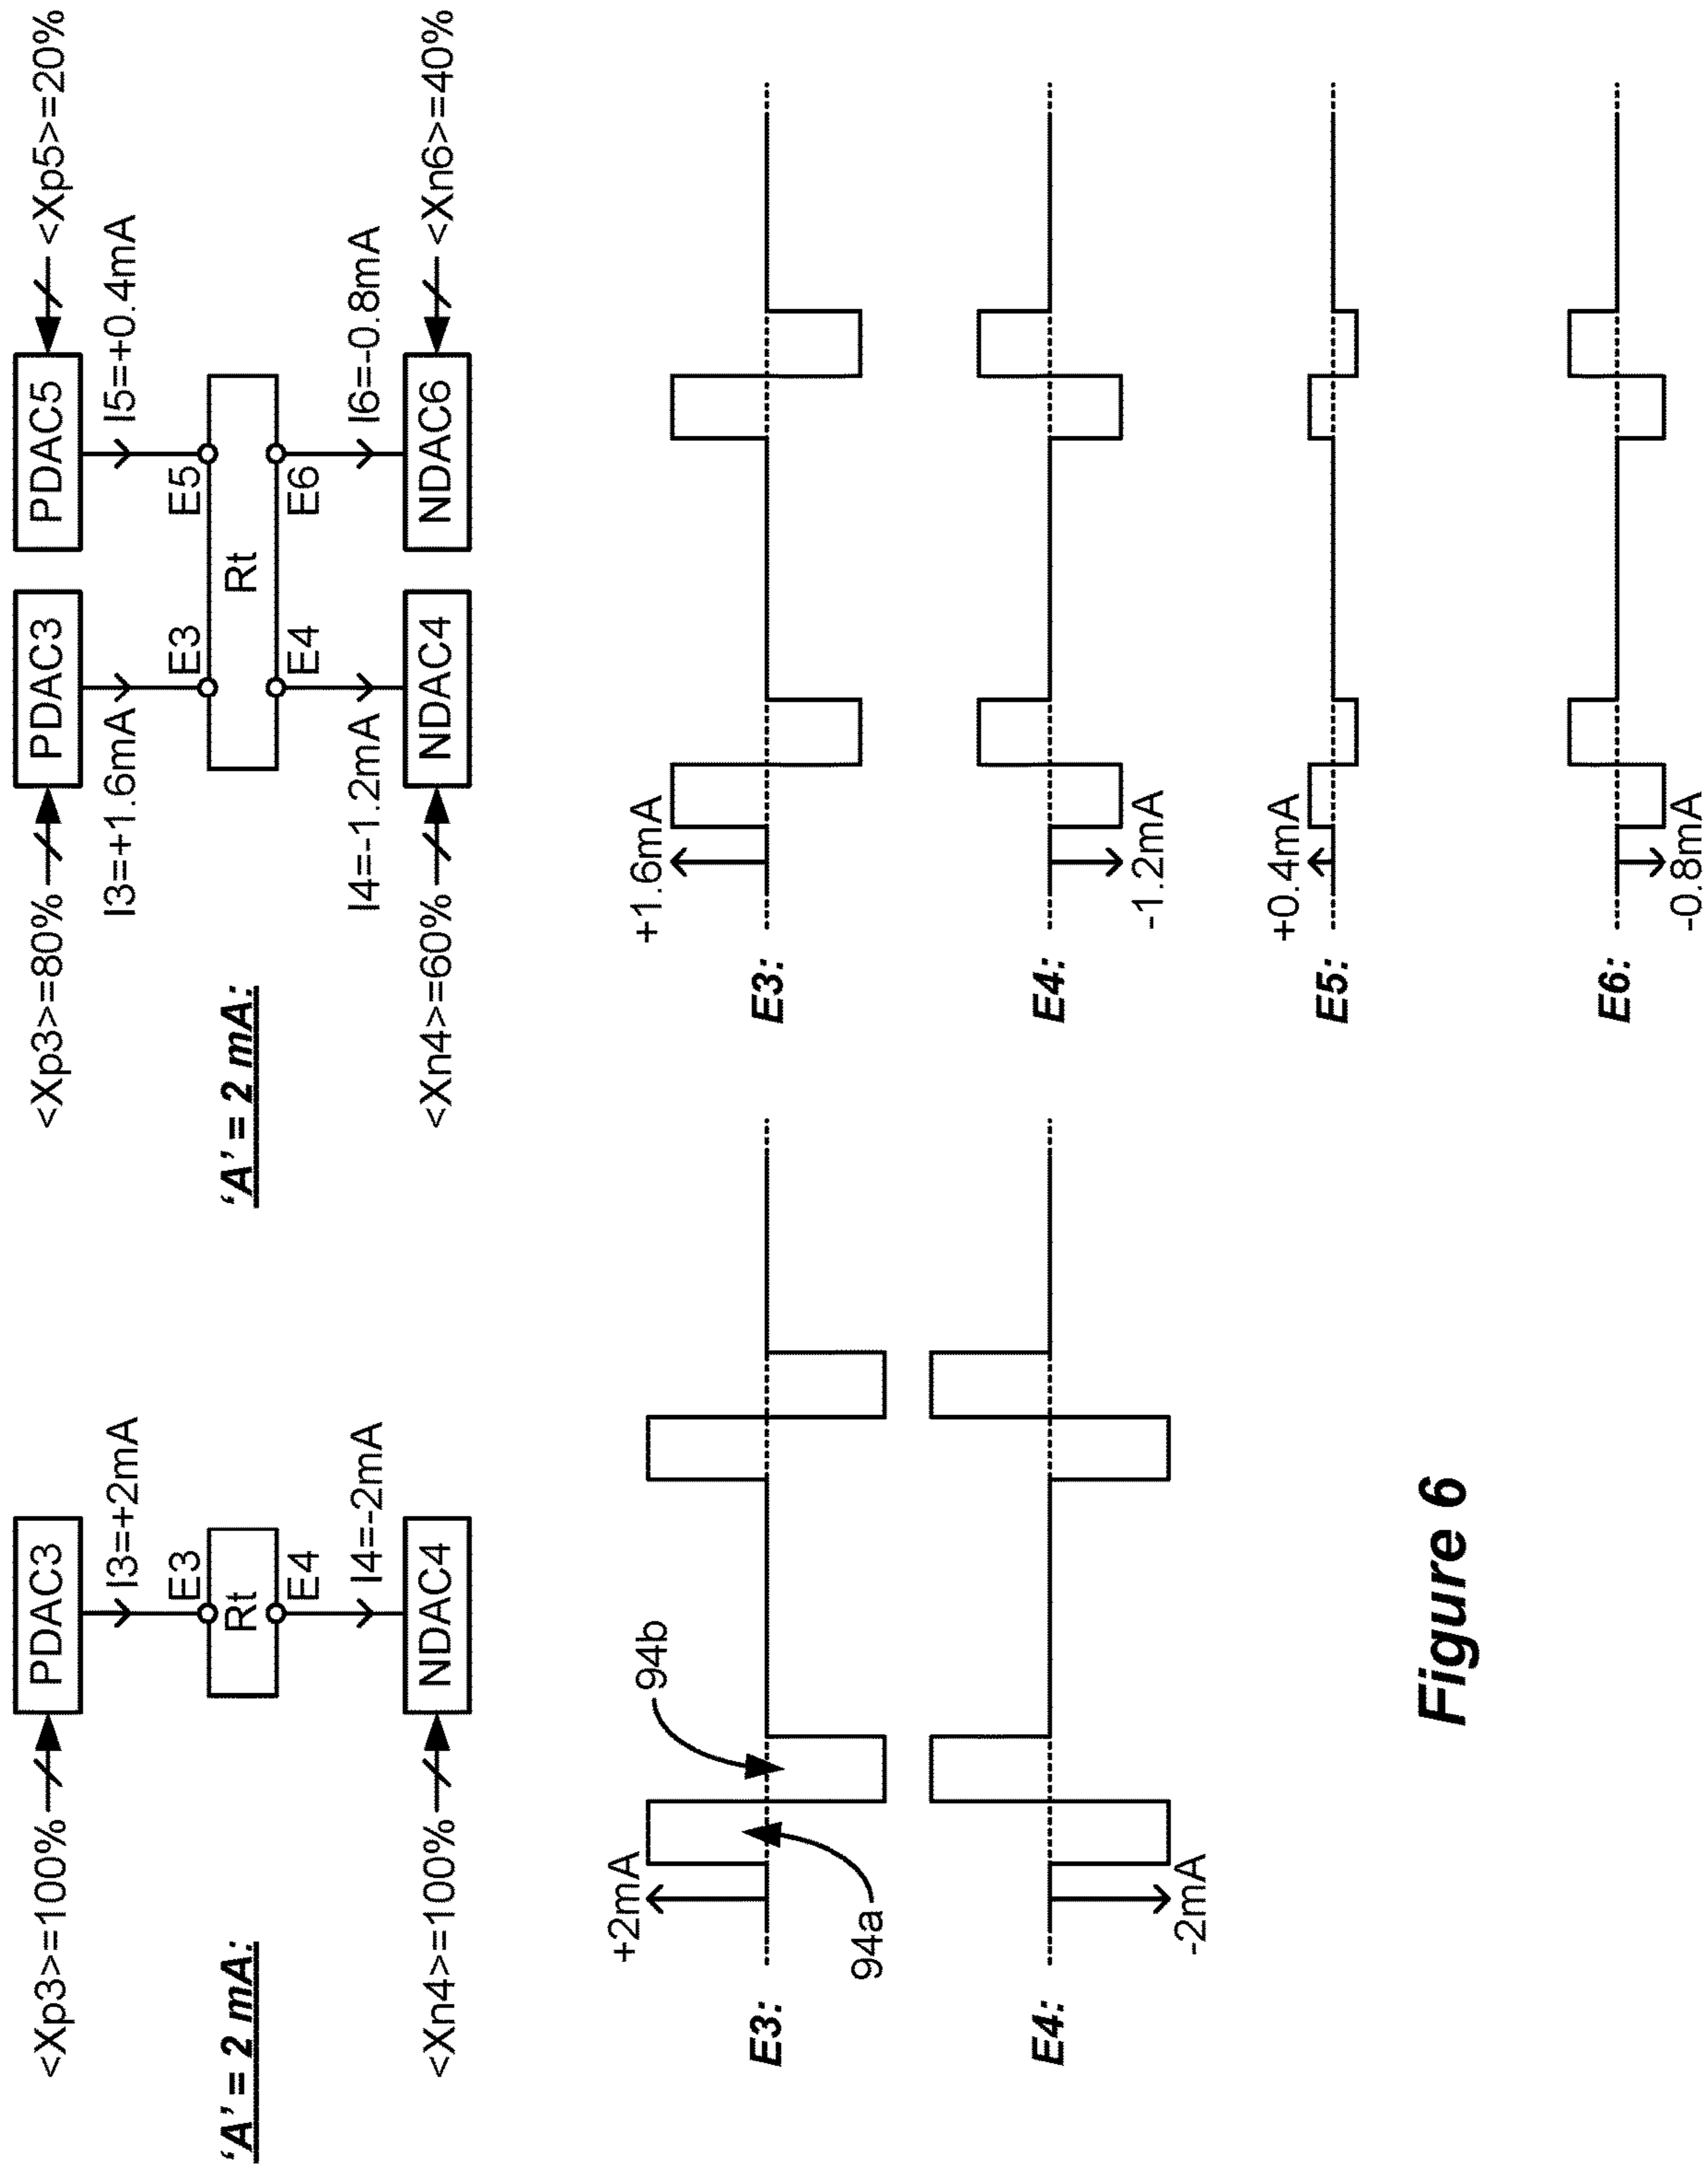 <Xp3>=100%
PDAC3
I3=+2mA
E3
'A' = 2 mA:
Rt
E4
I4=-2mA
<Xn4>=100%
NDAC4
+2mA
94b
E3:
94a
E4:
-2mA
<Xp3>=80%
PDAC3
PDAC5
<Xp5>=20%
I3=+1.6mA
I5=+0.4mA
E3
E5
'A' = 2 mA:
Rt
E4
E6
I4=-1.2mA
I6=-0.8mA
<Xn4>=60%
NDAC4
NDAC6
<Xn6>=40%
+1.6mA
E3:
E4:
-1.2mA
+0.4mA
E5:
E6:
-0.8mA
Figure 6